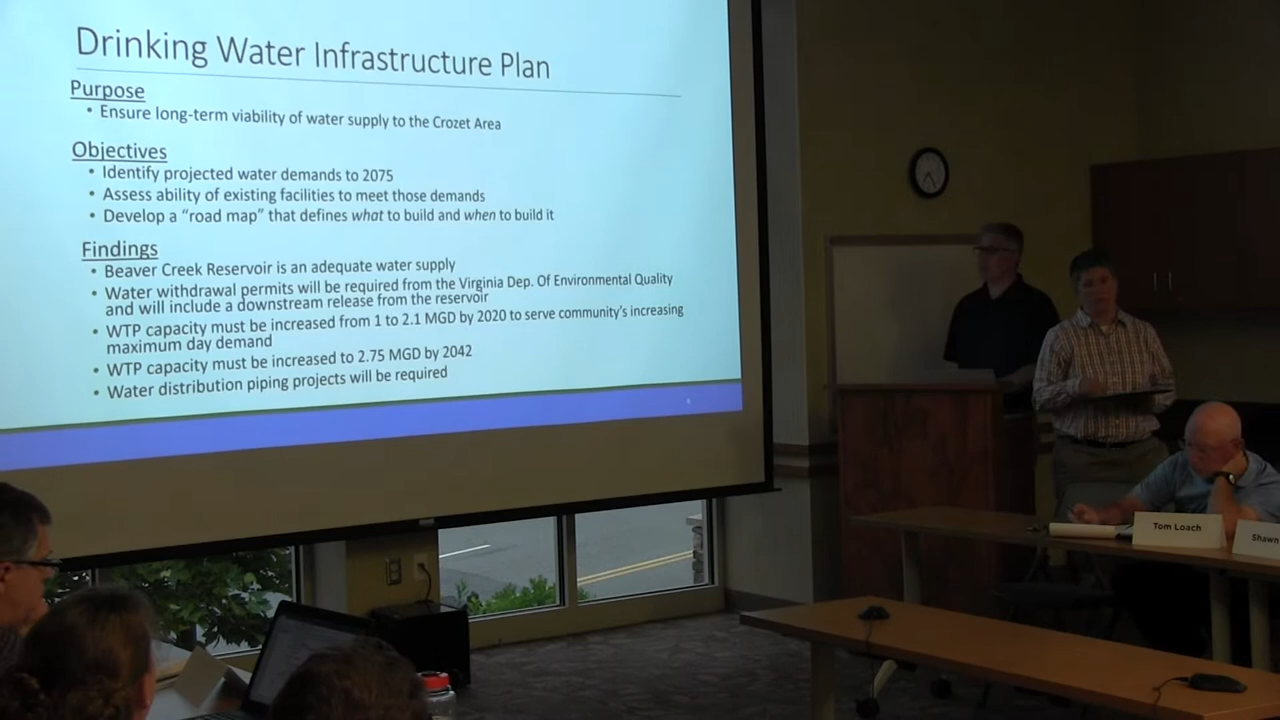 Drinking Water Infrastructure Plan
Purpose
• Ensure long-term viability of water supply to the Crozet Area
Objectives
• Identify projected water demands to 2075
• Assess ability of existing facilities to meet those demands
• Develop a “road map” that defines what to build and when to build it
Findings
• Beaver Creek Reservoir is an adequate water supply
• Water withdrawal permits will be required from the Virginia Dep. Of Environmental Quality
and will include a downstream release from the reservoir
• WTP capacity must be increased from 1 to 2.1 MGD by 2020 to serve community’s increasing
maximum day demand
• WTP capacity must be increased to 2.75 MGD by 2042
• Water distribution piping projects will be required
Tom Loach
Shawn